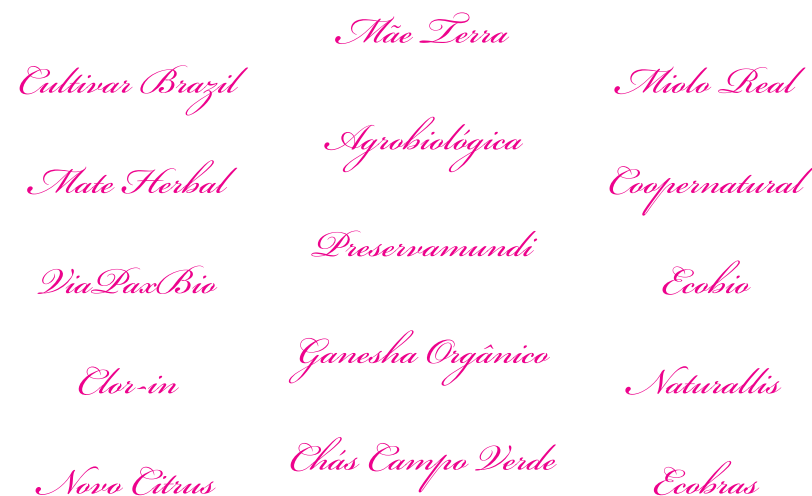 Mãe Terra
Cultivar Brazil
Miolo Real
Agrobiológica
Mate Herbal
Coopernatural
Preservamundi
ViaPaxBio
Ecobio
Ganesha Orgânico
Clor-in
Naturallis
Chás Campo Verde
Novo Citrus
Ecobras